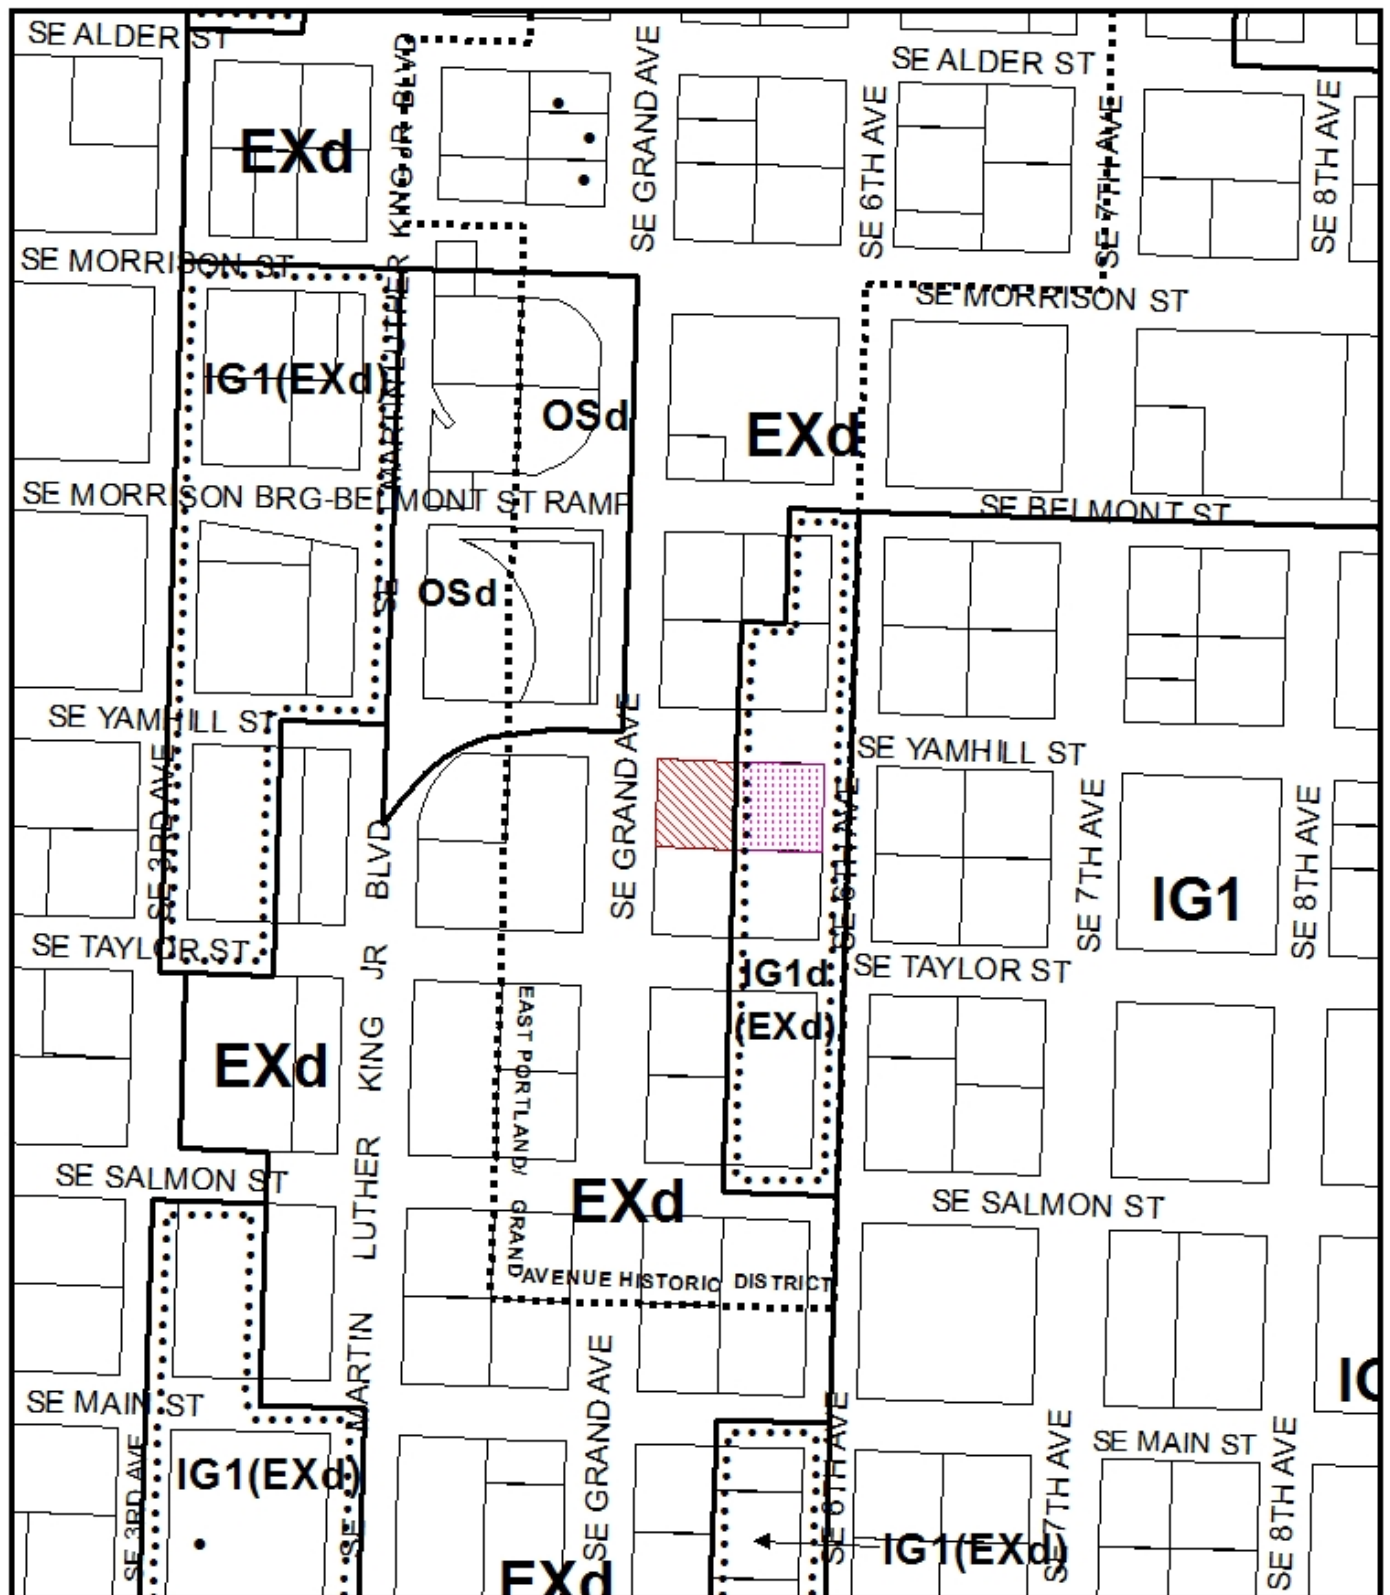 SE ALDER ST
SE ALDER ST
EXd
SE MARTIN LUTHER KING JR BLVD
SE GRAND AVE
SE 6TH AVE
SE 7TH AVE
SE 8TH AVE
SE MORRISON ST
SE MORRISON ST
IG1(EXd)
OSd
EXd
SE MORRISON BRG-BELMONT ST RAMP
SE BELMONT ST
OSd
SE YAMHILL ST
SE YAMHILL ST
SE 3RD AVE
SE GRAND AVE
SE 6TH AVE
SE 7TH AVE
IG1
SE 8TH AVE
SE TAYLOR ST
SE TAYLOR ST
IG1d
(EXd)
EXd
SE MARTIN LUTHER KING JR BLVD
EAST PORTLAND/ GRAND
AVENUE HISTORIC DISTRICT
SE SALMON ST
EXd
SE SALMON ST
SE MAIN ST
SE GRAND AVE
SE 6TH AVE
SE 7TH AVE
SE MAIN ST
SE 8TH AVE
SE 3RD AVE
IG1(EXd)
IG1(EXd)
EXd